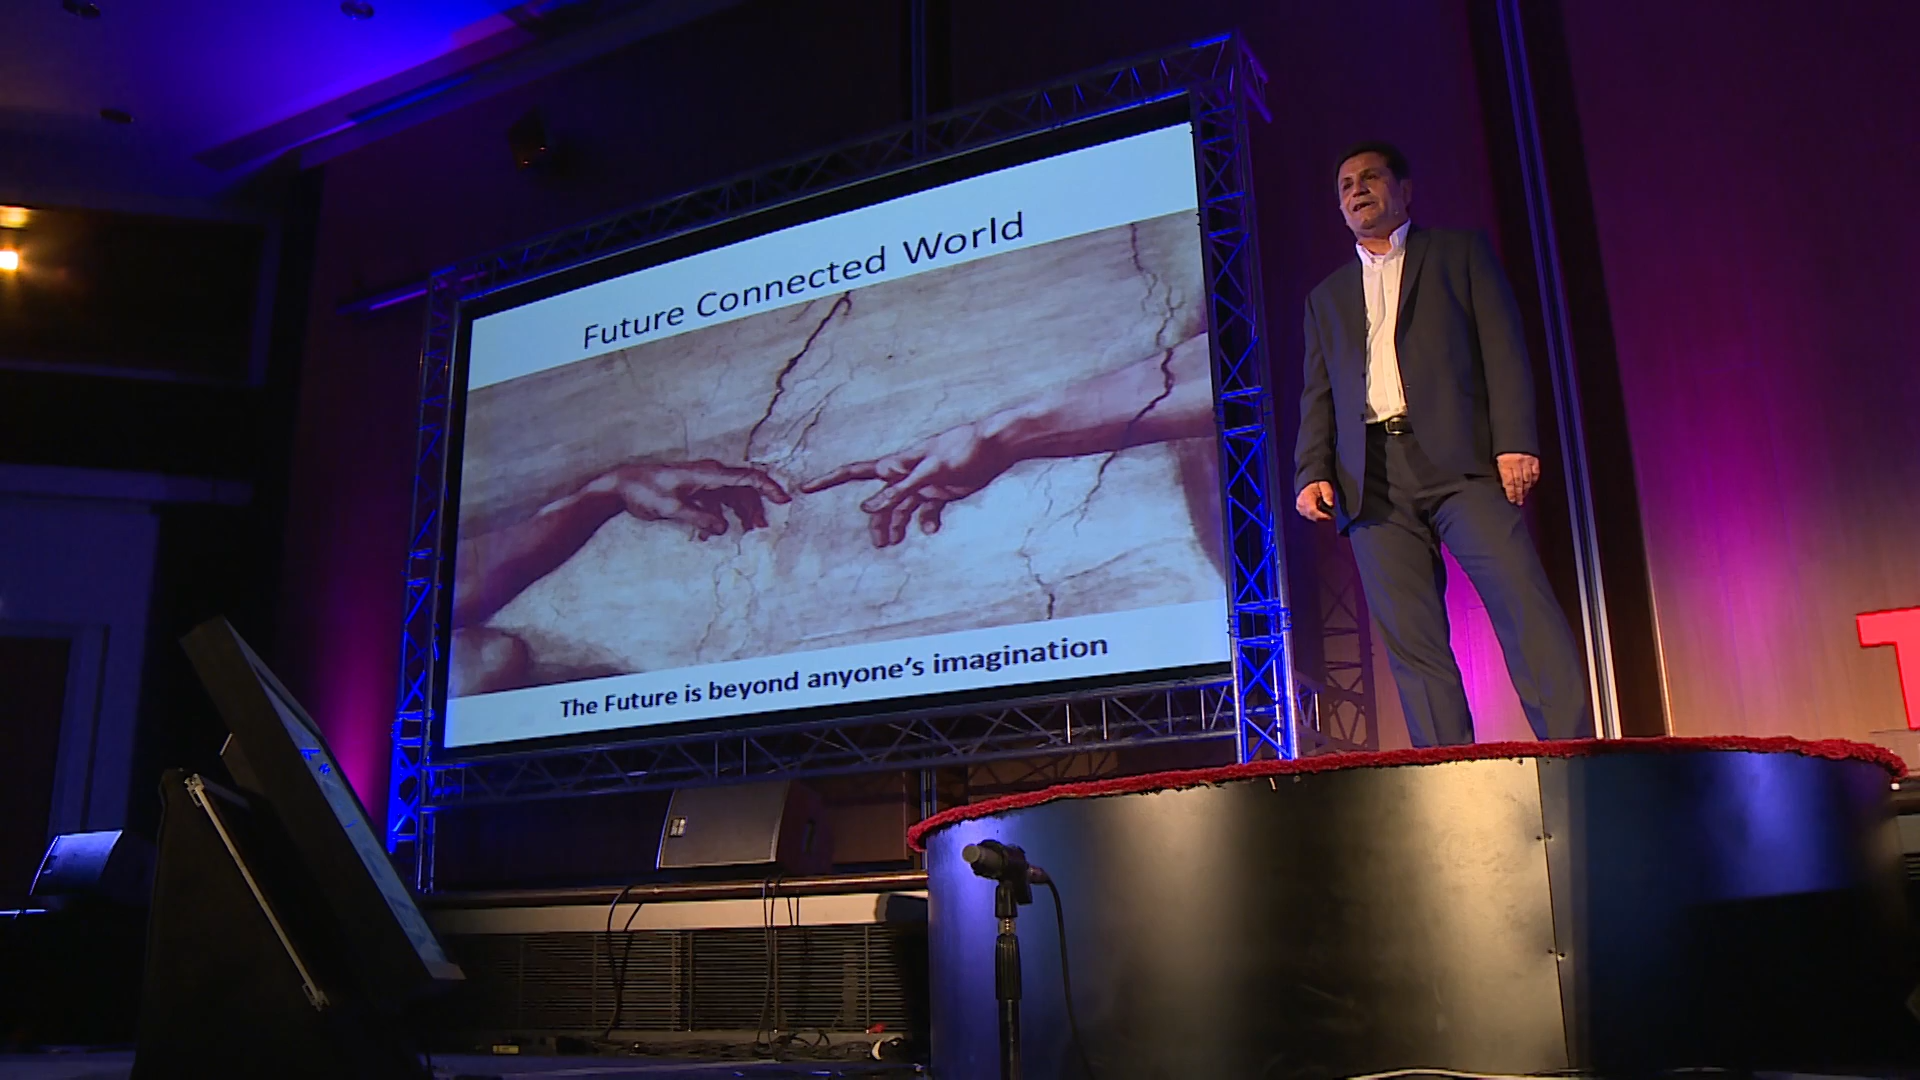 Future Connected World
The Future is beyond anyone's imagination
T